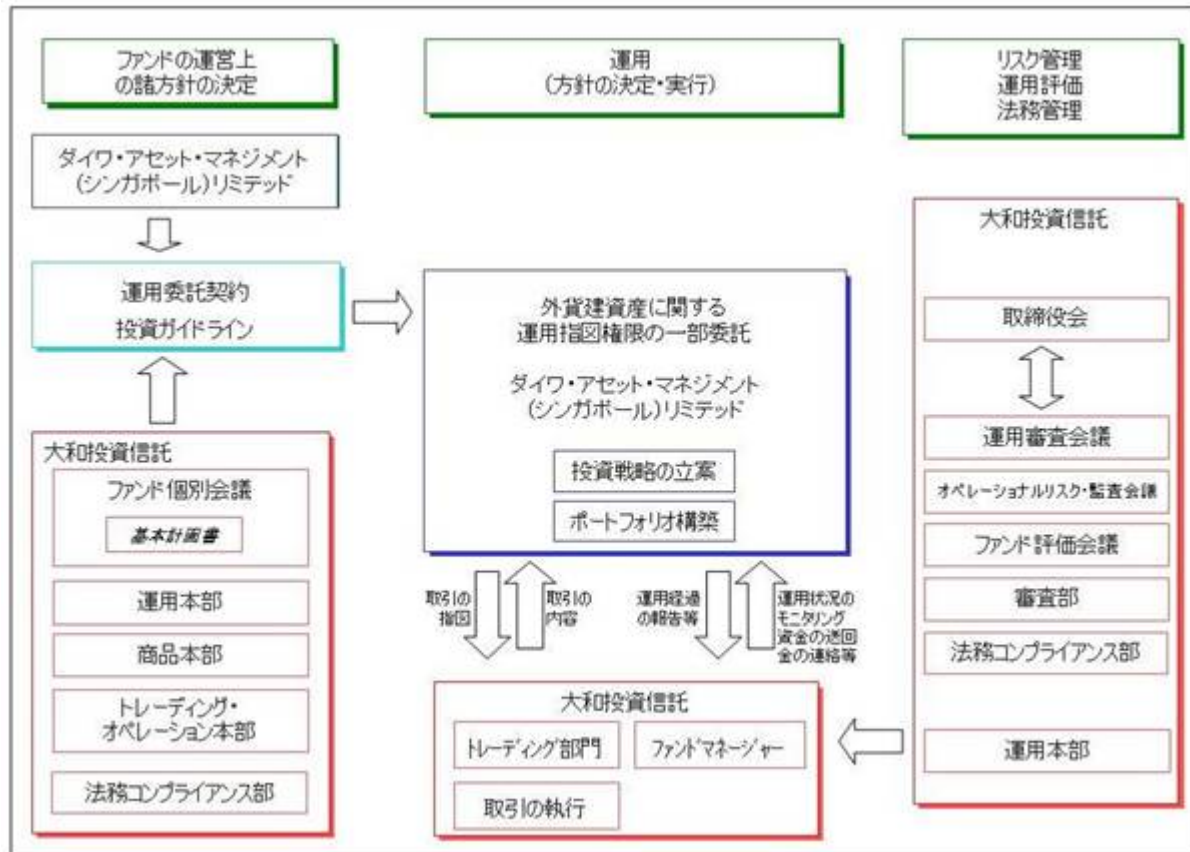 ファンドの運営上
の諸方針の決定
運用
(方針の決定・実行)
リスク管理
運用評価
法務管理
ダイワ・アセット・マネジメント
(シンガポール)リミテッド
運用委託契約
投資ガイドライン
大和投資信託
ファンド個別会議
基本計画書
運用本部
商品本部
トレーディング・
オペレーション本部
法務コンプライアンス部
外貨建資産に関する
運用指図権限の一部委託
ダイワ・アセット・マネジメント
(シンガポール)リミテッド
投資戦略の立案
ポートフォリオ構築
取引の
指図
取引の
内容
運用経過
の報告等
運用状況の
モニタリング
資金の送回
金の連絡等
大和投資信託
トレーディング部門
ファンドマネージャー
取引の執行
大和投資信託
取締役会
運用審査会議
オペレーショナルリスク・監査会議
ファンド評価会議
審査部
法務コンプライアンス部
運用本部